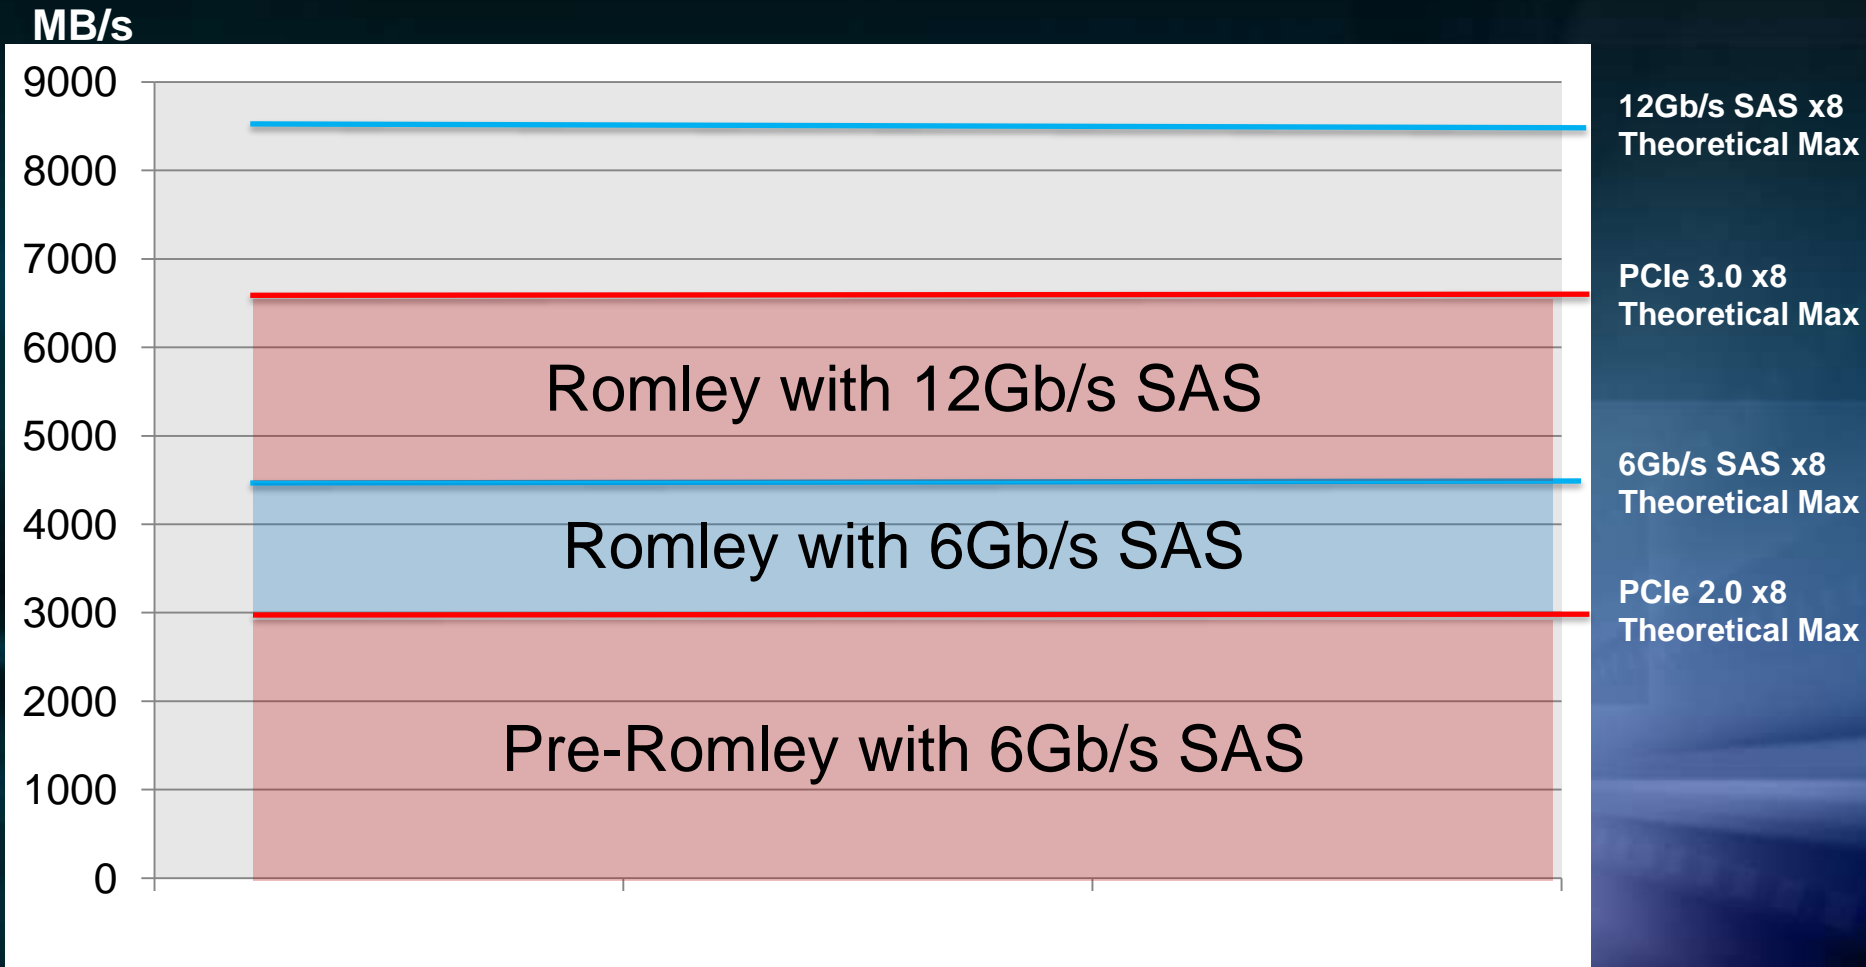 MB/s
9000
8000
7000
6000
5000
4000
3000
2000
1000
0
Romley with 12Gb/s SAS
Romley with 6Gb/s SAS
Pre-Romley with 6Gb/s SAS
12Gb/s SAS x8
Theoretical Max
PCIe 3.0 x8
Theoretical Max
6Gb/s SAS x8
Theoretical Max
PCIe 2.0 x8
Theoretical Max